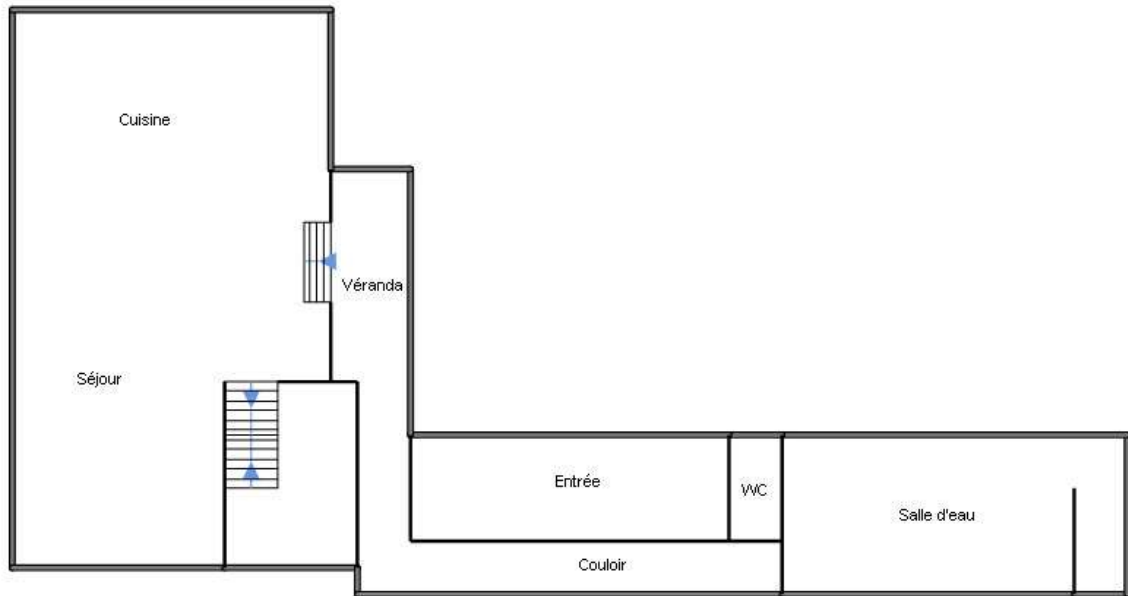 Cuisine
Véranda
Séjour
Entrée
WC
Salle d'eau
Couloir